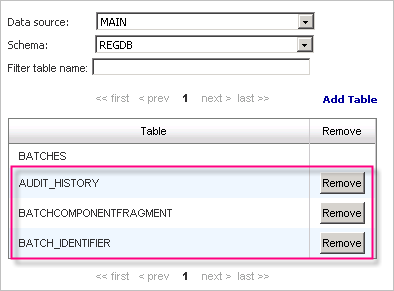 Data source: MAIN
Schema: REGDB
Filter table name:
<< first < prev 1 next > last >>
Add Table
Table Remove
BATCHES
AUDIT_HISTORY Remove
BATCHCOMPONENTFRAGMENT Remove
BATCH_IDENTIFIER Remove
<< first < prev 1 next > last >>